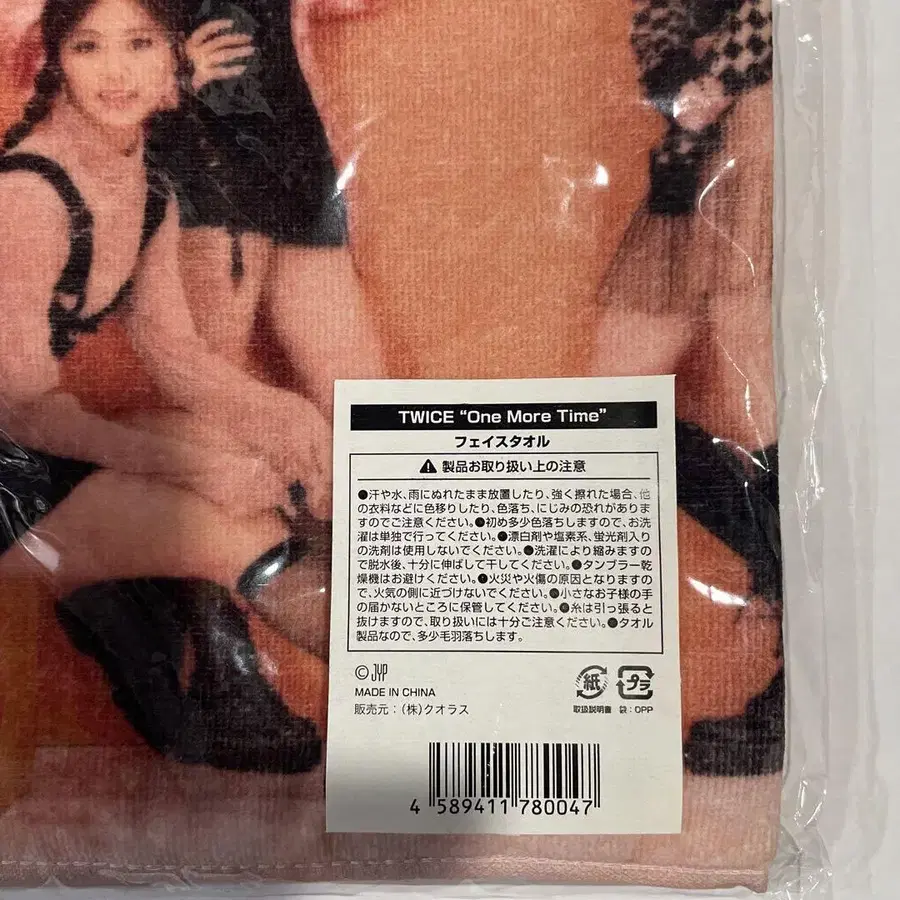 TWICE "One More Time"
フェイスタオル
⚠ 製品お取り扱い上の注意
●汗や水、雨にぬれたまま放置したり、強く擦れた場合、他
の衣料などに色移りしたり、色落ち、にじみの恐れがありま
すのでご注意ください。●初め多少色落ちしますので、お洗
濯は単独で行ってください。●漂白剤や塩素系、蛍光剤入り
の洗剤は使用しないでください。●洗濯により縮みますの
で脱水後、十分に伸ばして干してください。●タンブラー乾
燥機はお避けください。●火災や火傷の原因となりますの
で、火気の側に近づけないでください。●小さなお子様の手
の届かないところに保管してください。●糸は引っ張ると
抜けますので、取り扱いには十分ご注意ください。●タオル
製品なので、多少毛羽落ちします。
© JYP
MADE IN CHINA
販売元：(株)クオラス
紙 プラ
取扱説明書 袋：OPP
4 589411 780047